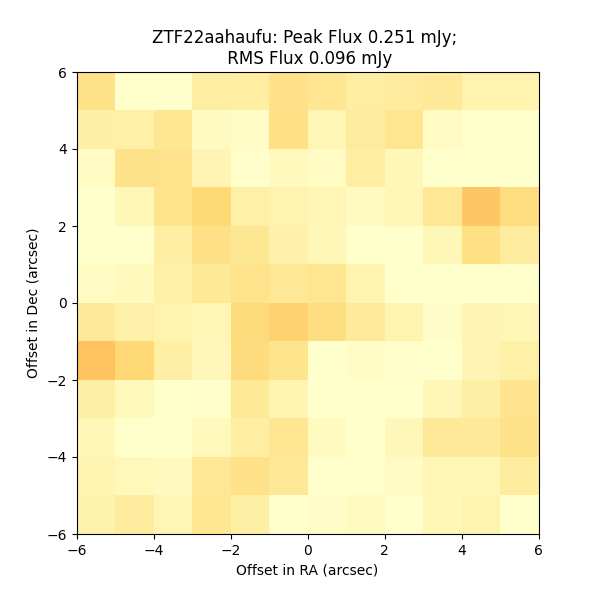 ZTF22aahaufu: Peak Flux 0.251 mJy;
RMS Flux 0.096 mJy
6
4
2
0
−2
−4
−6
Offset in Dec (arcsec)
−6 −4 −2 0 2 4 6
Offset in RA (arcsec)